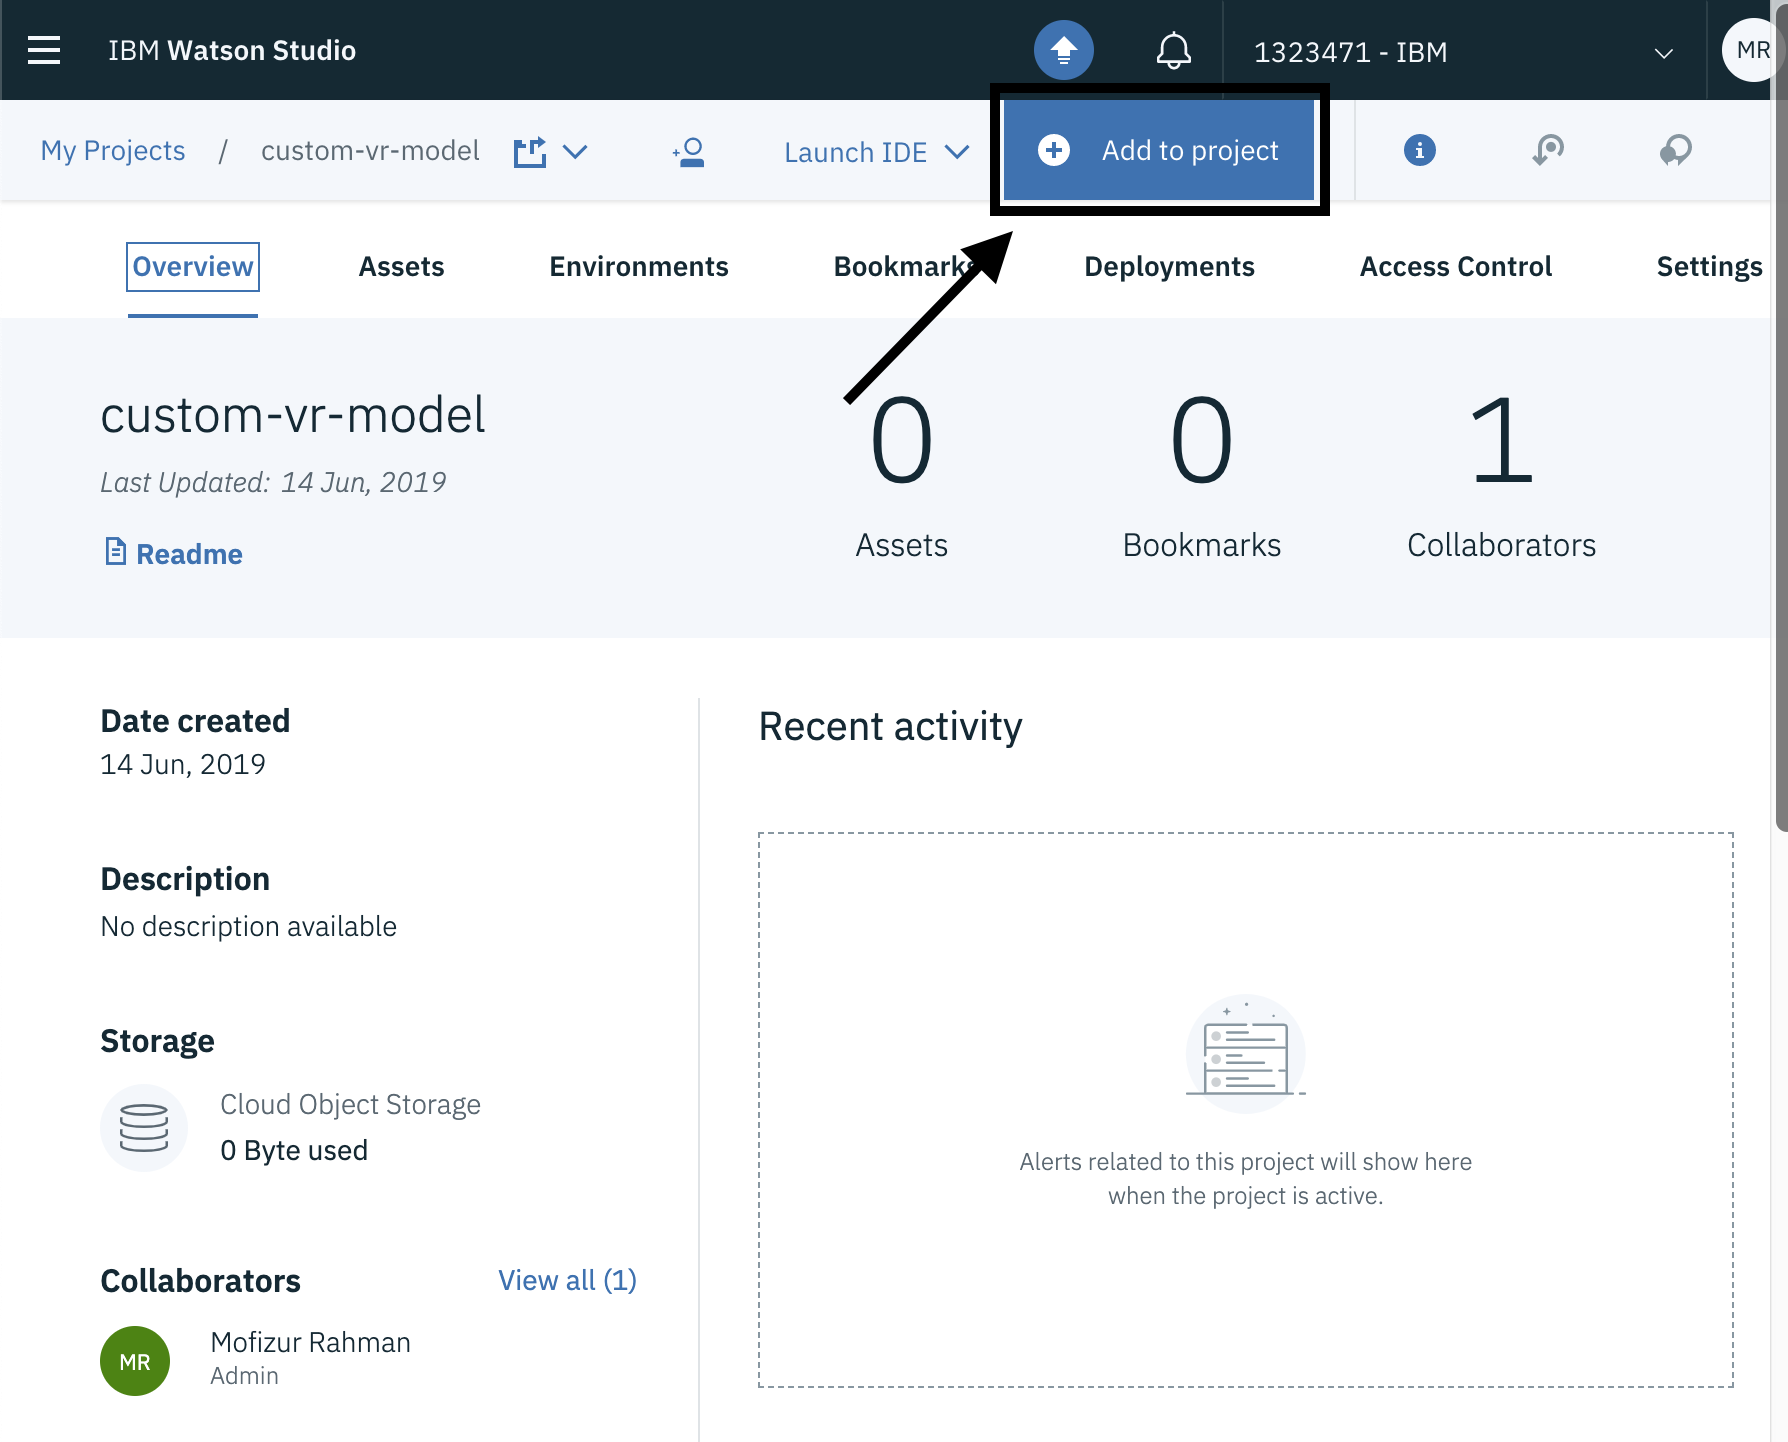 IBM Watson Studio
1323471 - IBM
MR
My Projects / custom-vr-model
Launch IDE
Add to project
Overview
Assets
Environments
Bookmarks
Deployments
Access Control
Settings
custom-vr-model
Last Updated: 14 Jun, 2019
Readme
0
Assets
0
Bookmarks
1
Collaborators
Date created
14 Jun, 2019
Description
No description available
Storage
Cloud Object Storage
0 Byte used
Collaborators
View all (1)
MR
Mofizur Rahman
Admin
Recent activity
Alerts related to this project will show here
when the project is active.